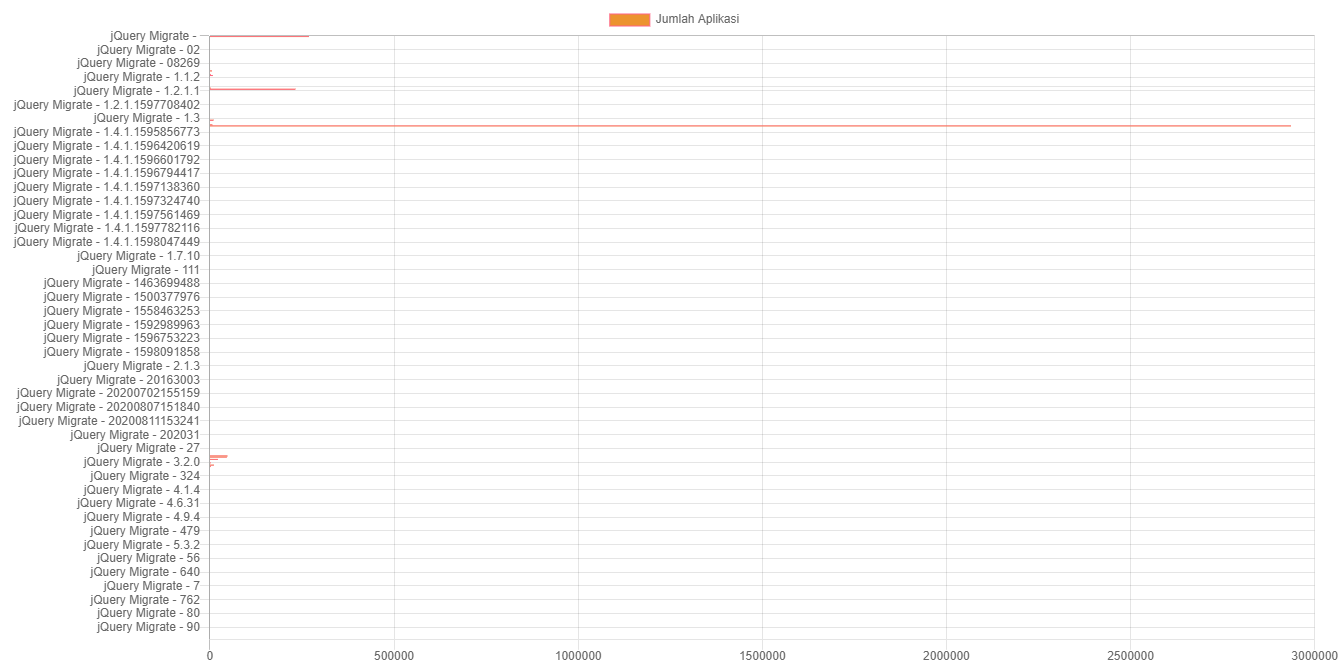 Jumlah Aplikasi
jQuery Migrate -
jQuery Migrate - 02
jQuery Migrate - 08269
jQuery Migrate - 1.1.2
jQuery Migrate - 1.2.1.1
jQuery Migrate - 1.2.1.1597708402
jQuery Migrate - 1.3
jQuery Migrate - 1.4.1.1595856773
jQuery Migrate - 1.4.1.1596420619
jQuery Migrate - 1.4.1.1596601792
jQuery Migrate - 1.4.1.1596794417
jQuery Migrate - 1.4.1.1597138360
jQuery Migrate - 1.4.1.1597324740
jQuery Migrate - 1.4.1.1597561469
jQuery Migrate - 1.4.1.1597782116
jQuery Migrate - 1.4.1.1598047449
jQuery Migrate - 1.7.10
jQuery Migrate - 111
jQuery Migrate - 1463699488
jQuery Migrate - 1500377976
jQuery Migrate - 1558463253
jQuery Migrate - 1592989963
jQuery Migrate - 1596753223
jQuery Migrate - 1598091858
jQuery Migrate - 2.1.3
jQuery Migrate - 20163003
jQuery Migrate - 20200702155159
jQuery Migrate - 20200807151840
jQuery Migrate - 20200811153241
jQuery Migrate - 202031
jQuery Migrate - 27
jQuery Migrate - 3.2.0
jQuery Migrate - 324
jQuery Migrate - 4.1.4
jQuery Migrate - 4.6.31
jQuery Migrate - 4.9.4
jQuery Migrate - 479
jQuery Migrate - 5.3.2
jQuery Migrate - 56
jQuery Migrate - 640
jQuery Migrate - 7
jQuery Migrate - 762
jQuery Migrate - 80
jQuery Migrate - 90
0 500000 1000000 1500000 2000000 2500000 3000000